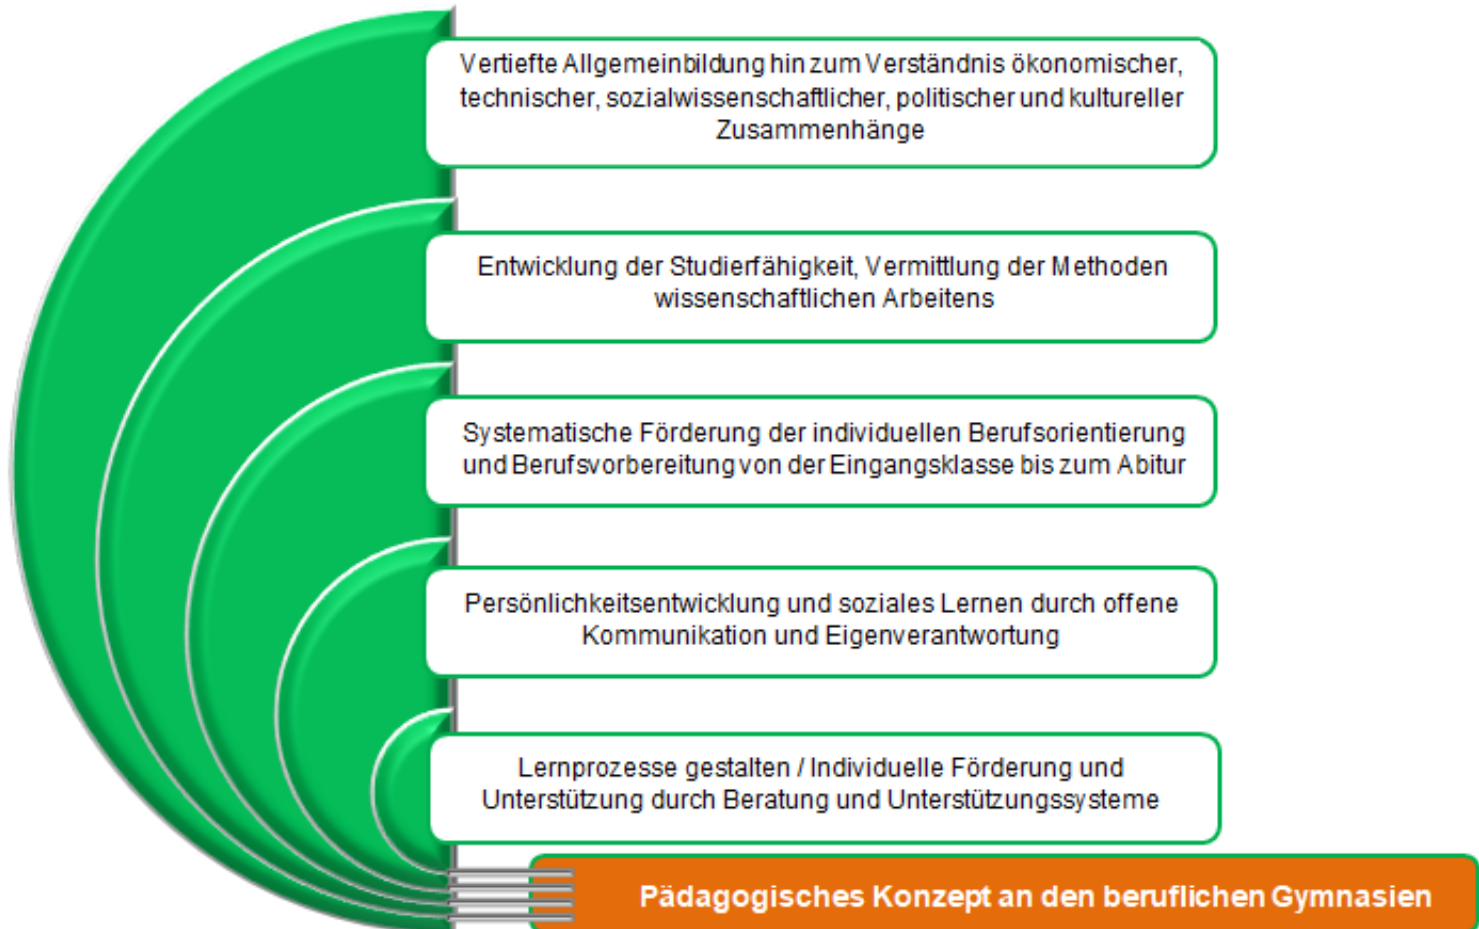 Vertiefte Allgemeinbildung hin zum Verständnis ökonomischer,
technischer, sozialwissenschaftlicher, politischer und kultureller
Zusammenhänge
Entwicklung der Studierfähigkeit, Vermittlung der Methoden
wissenschaftlichen Arbeitens
Systematische Förderung der individuellen Berufsorientierung
und Berufsvorbereitung von der Eingangsklasse bis zum Abitur
Persönlichkeitsentwicklung und soziales Lernen durch offene
Kommunikation und Eigenverantwortung
Lernprozesse gestalten / Individuelle Förderung und
Unterstützung durch Beratung und Unterstützungssysteme
Pädagogisches Konzept an den beruflichen Gymnasien